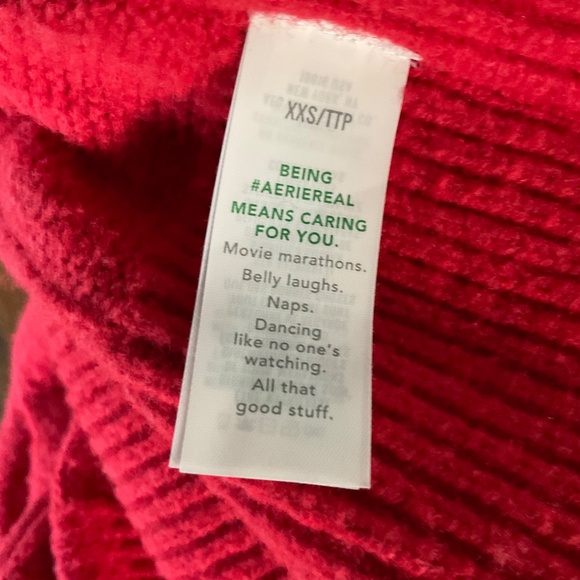 XXS/TTP
BEING
#AERIEREAL
MEANS CARING
FOR YOU.
Movie marathons.
Belly laughs.
Naps.
Dancing
like no one's
watching.
All that
good stuff.